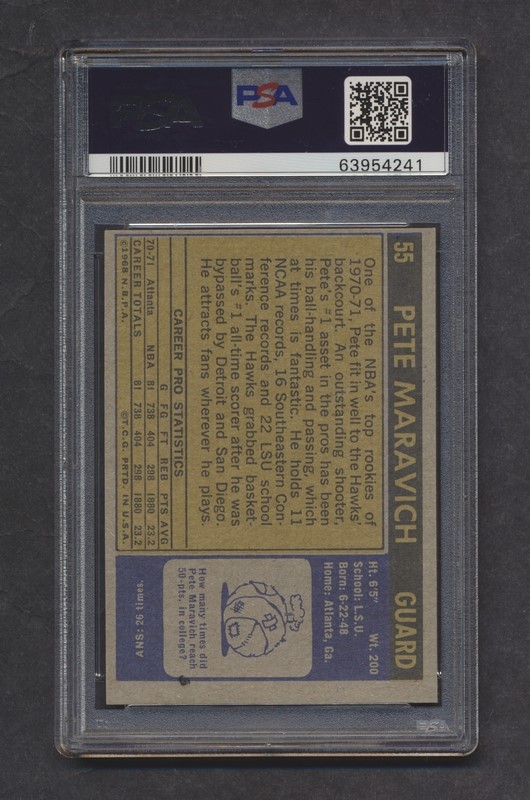 PSA
63954241
55 PETE MARAVICH GUARD
One of the NBA's top rookies of
1970-71, Pete fit in well to the Hawks'
backcourt. An outstanding shooter,
Pete's #1 asset in the pros has been
his ball-handling and passing, which
at times is fantastic. He holds 11
NCAA records, 16 Southeastern Con-
ference records and 22 LSU school
marks. The Hawks grabbed basket-
ball's #1 all-time scorer after he was
bypassed by Detroit and San Diego.
He attracts fans wherever he plays.
CAREER PRO STATISTICS
G FG FT REB PTS AVG
70-71 Atlanta NBA 81 738 404 298 1880 23.2
CAREER TOTALS 81 738 404 298 1880 23.2
©1968 N.B.P.A. ©T.C.G. PRTD. IN U.S.A.
Ht. 6'5" Wt. 200
School: L.S.U.
Born: 6-22-48
Home: Atlanta, Ga.
How many times did
Pete Maravich reach
50-pts. in college?
ANS: 26 times.
PSA